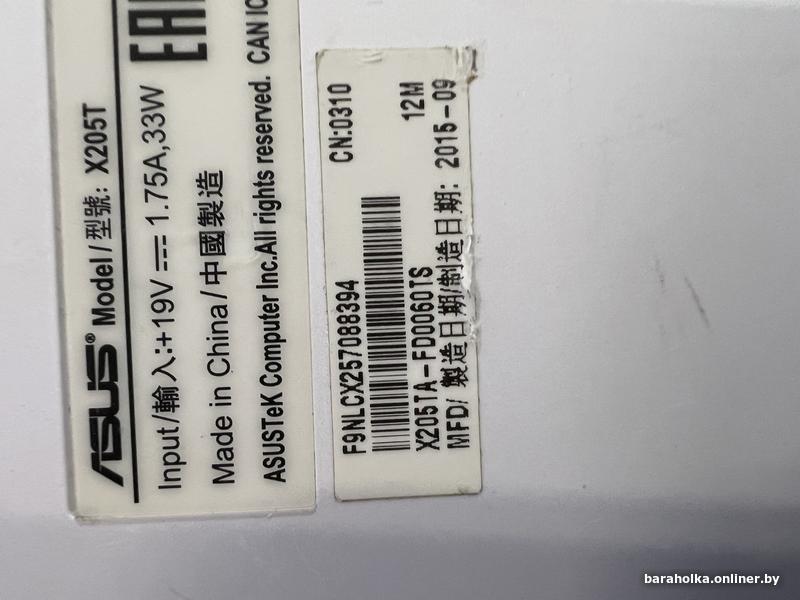 ASUS® Model/型號: X205T
Input/輸入:+19V⎓1.75A,33W
EAC
Made in China/中國製造
ASUSTeK Computer Inc.All rights reserved. CAN IC
F9NLCX257088394 CN:0310
X205TA-FD0060TS 12M
MFD/ 製造日期/制造日期: 2015-09
baraholka.onliner.by